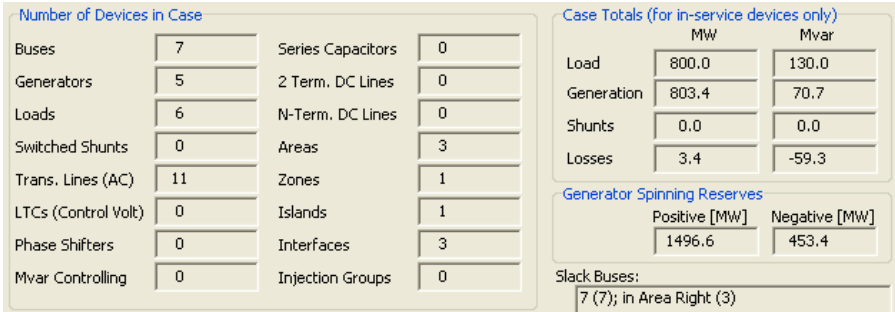 Number of Devices in Case
Buses 7 Series Capacitors 0
Generators 5 2 Term. DC Lines 0
Loads 6 N-Term. DC Lines 0
Switched Shunts 0 Areas 3
Trans. Lines (AC) 11 Zones 1
LTCs (Control Volt) 0 Islands 1
Phase Shifters 0 Interfaces 3
Mvar Controlling 0 Injection Groups 0
Case Totals (for in-service devices only)
MW Mvar
Load 800.0 130.0
Generation 803.4 70.7
Shunts 0.0 0.0
Losses 3.4 -59.3
Generator Spinning Reserves
Positive [MW] Negative [MW]
1496.6 453.4
Slack Buses:
7 (7); in Area Right (3)